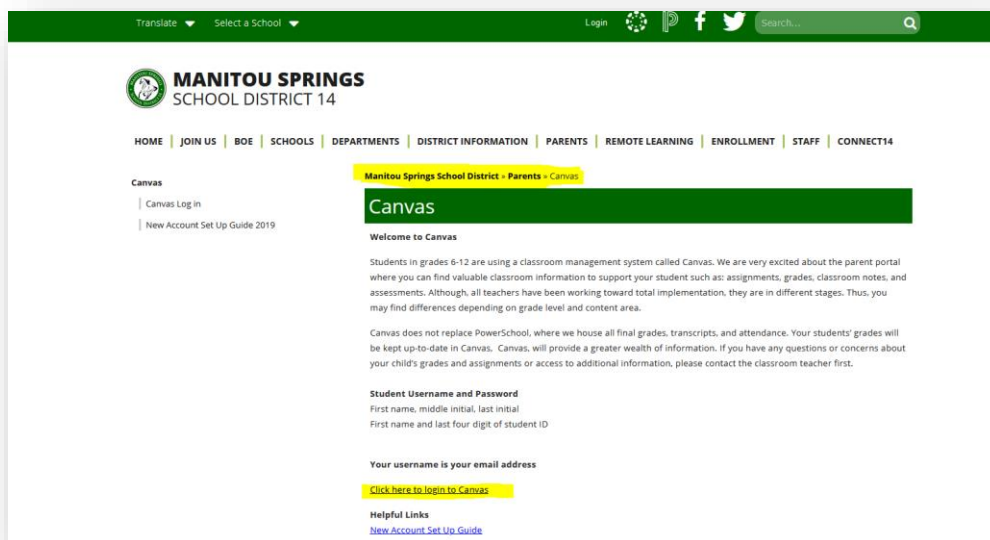 Translate Select a School Login Search...
MANITOU SPRINGS
SCHOOL DISTRICT 14
HOME JOIN US BOE SCHOOLS DEPARTMENTS DISTRICT INFORMATION PARENTS REMOTE LEARNING ENROLLMENT STAFF CONNECT14
Canvas
Canvas Log in
New Account Set Up Guide 2019
Manitou Springs School District » Parents » Canvas
Canvas
Welcome to Canvas
Students in grades 6-12 are using a classroom management system called Canvas. We are very excited about the parent portal
where you can find valuable classroom information to support your student such as: assignments, grades, classroom notes, and
assessments. Although, all teachers have been working toward total implementation, they are in different stages. Thus, you
may find differences depending on grade level and content area.
Canvas does not replace PowerSchool, where we house all final grades, transcripts, and attendance. Your students' grades will
be kept up-to-date in Canvas, Canvas, will provide a greater wealth of information. If you have any questions or concerns about
your child's grades and assignments or access to additional information, please contact the classroom teacher first.
Student Username and Password
First name, middle initial, last initial
First name and last four digit of student ID
Your username is your email address
Click here to login to Canvas
Helpful Links
New Account Set Up Guide